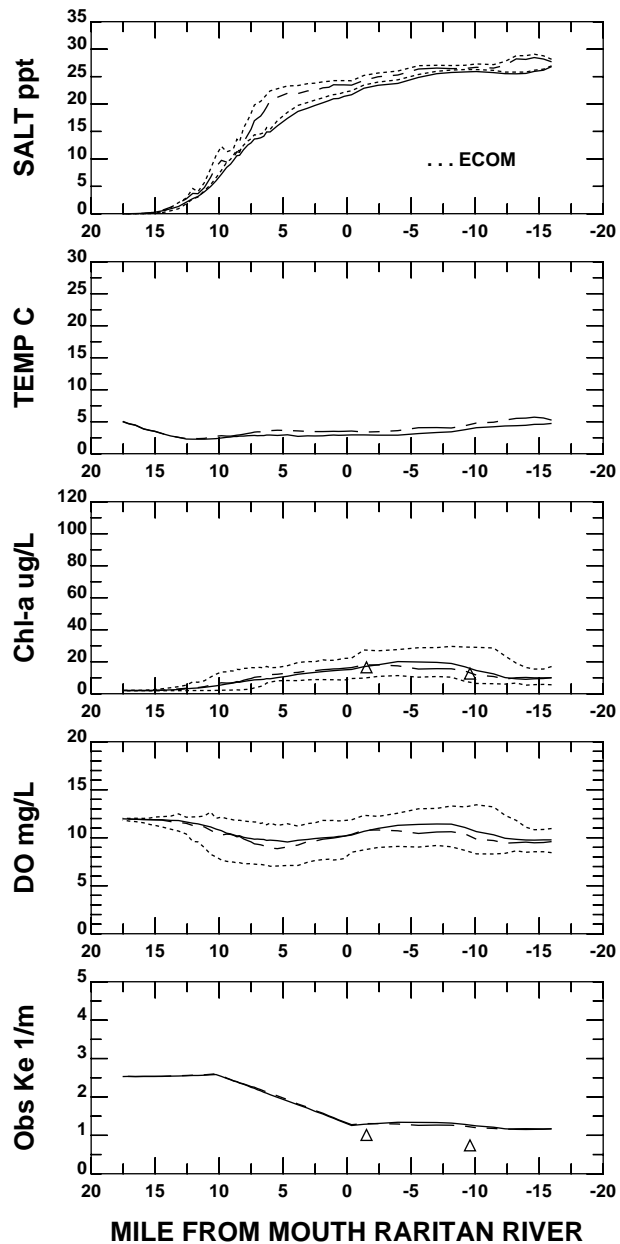 SALT ppt
35
30
25
20
15
10
5
0
. . . ECOM
20 15 10 5 0 -5 -10 -15 -20
TEMP C
30
25
20
15
10
5
0
20 15 10 5 0 -5 -10 -15 -20
Chl-a ug/L
120
100
80
60
40
20
0
20 15 10 5 0 -5 -10 -15 -20
DO mg/L
20
15
10
5
0
20 15 10 5 0 -5 -10 -15 -20
Obs Ke 1/m
5
4
3
2
1
0
20 15 10 5 0 -5 -10 -15 -20
MILE FROM MOUTH RARITAN RIVER